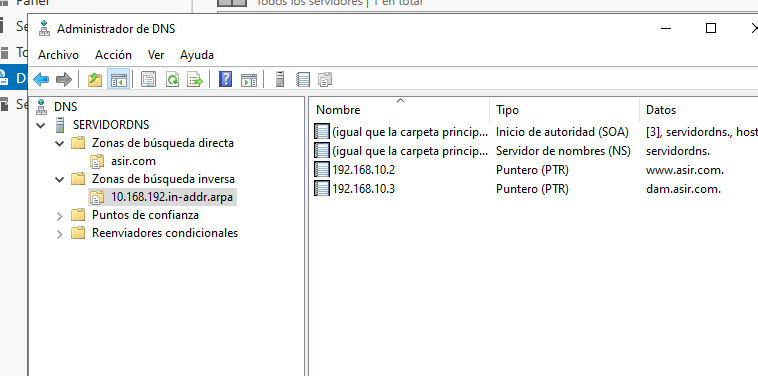 Panel
Todos los servidores | 1 en total
Administrador de DNS
Archivo Acción Ver Ayuda
DNS
SERVIDORDNS
Zonas de búsqueda directa
asir.com
Zonas de búsqueda inversa
10.168.192.in-addr.arpa
Puntos de confianza
Reenviadores condicionales
Nombre Tipo Datos
(igual que la carpeta princip... Inicio de autoridad (SOA) [3], servidordns., host
(igual que la carpeta princip... Servidor de nombres (NS) servidordns.
192.168.10.2 Puntero (PTR) www.asir.com.
192.168.10.3 Puntero (PTR) dam.asir.com.